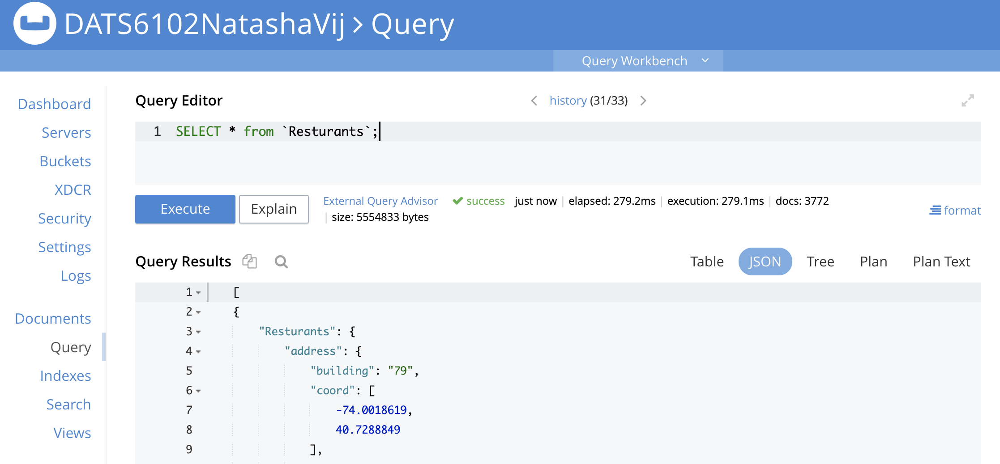 DATS6102NatashaVij > Query
Query Workbench
Dashboard
Servers
Buckets
XDCR
Security
Settings
Logs
Documents
Query
Indexes
Search
Views
Query Editor
history (31/33)
1 SELECT * from `Resturants`;
Execute
Explain
External Query Advisor success just now | elapsed: 279.2ms | execution: 279.1ms | docs: 3772
| size: 5554833 bytes
format
Query Results
Table JSON Tree Plan Plan Text
1 [
2 {
3 "Resturants": {
4 "address": {
5 "building": "79",
6 "coord": [
7 -74.0018619,
8 40.7288849
9 ],